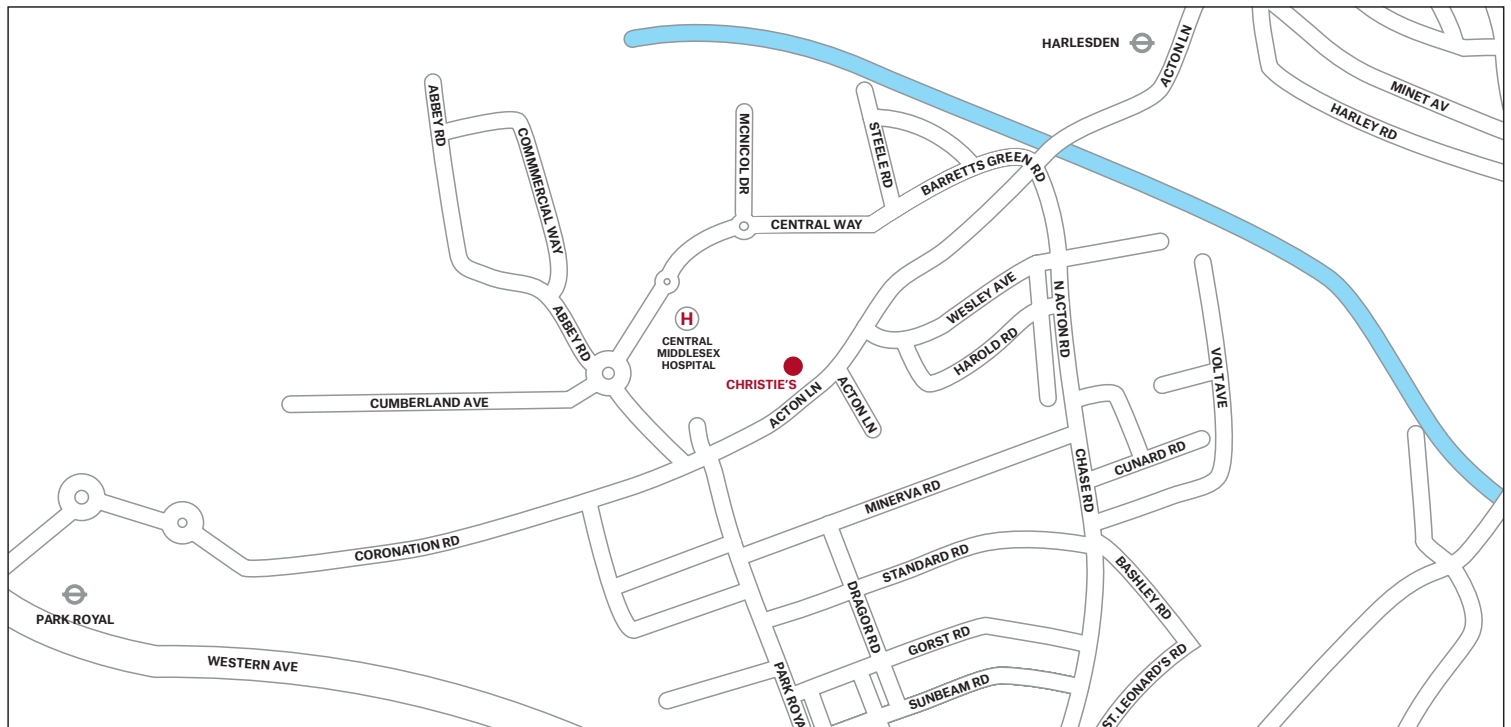 HARLESDEN
ACTON LN
MINET AV
HARLEY RD
ABBEY RD
COMMMERCIAL WAY
MCNICOL DR
STEELE RD
BARRETTS GREEN RD
CENTRAL WAY
WESLEY AVE
N ACTON RD
ABBEY RD
H
CENTRAL
MIDDLESEX
HOSPITAL
HAROLD RD
VOLT AVE
CHRISTIE'S
ACTON LN
ACTON LN
CUMBERLAND AVE
CUNARD RD
CHASE RD
MINERVA RD
CORONATION RD
STANDARD RD
BASHLEY RD
DRAGOR RD
PARK ROYAL
GORST RD
WESTERN AVE
PARK ROYA
SUNBEAM RD
ST. LEONARD'S RD